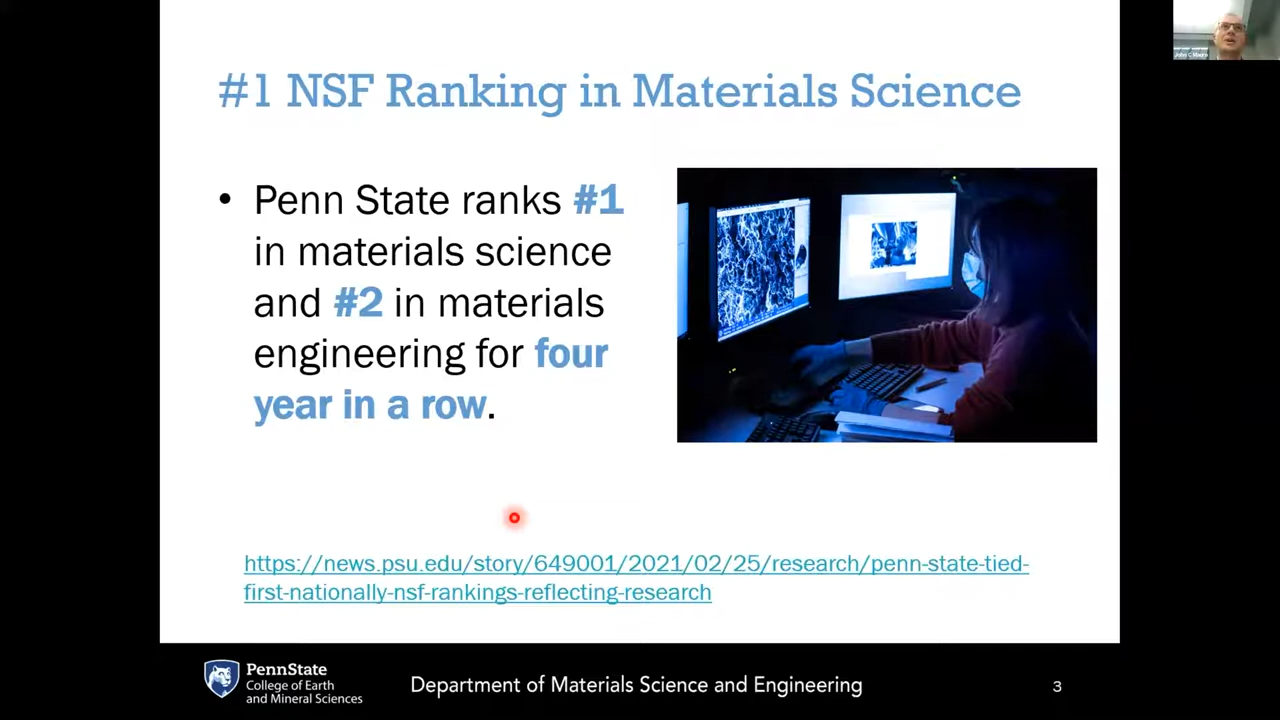 #1 NSF Ranking in Materials Science
• Penn State ranks #1
in materials science
and #2 in materials
engineering for four
year in a row.
https://news.psu.edu/story/649001/2021/02/25/research/penn-state-tied-
first-nationally-nsf-rankings-reflecting-research
PennState
College of Earth
and Mineral Sciences
Department of Materials Science and Engineering
3